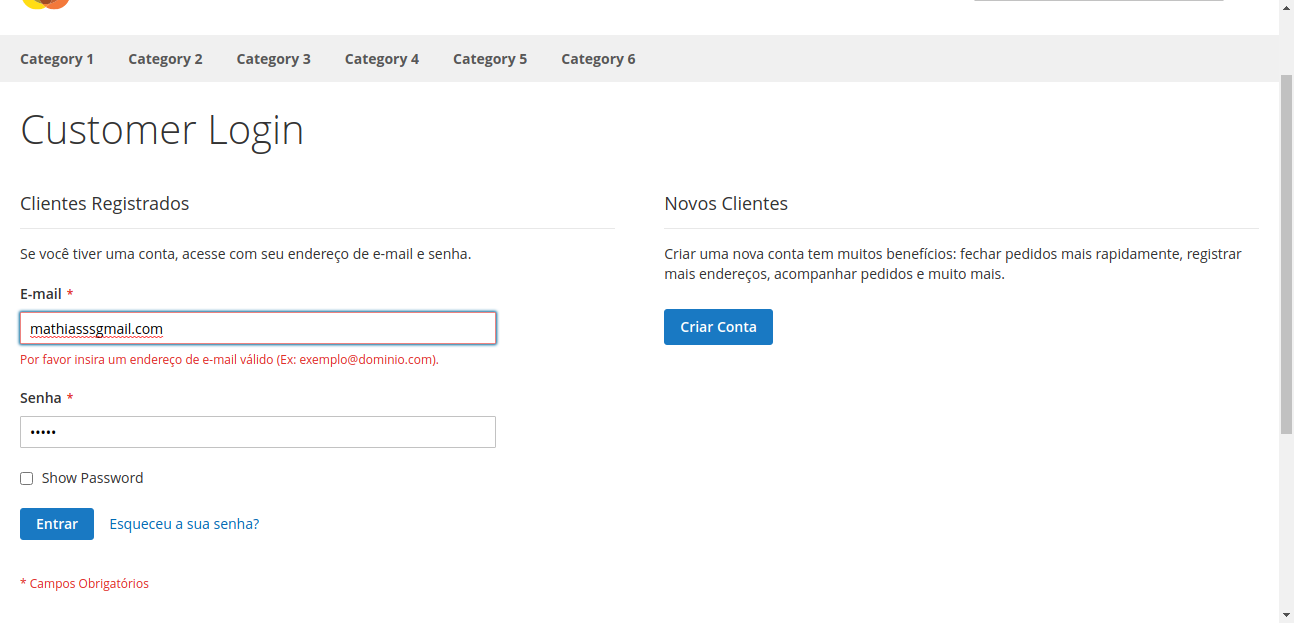 Category 1 Category 2 Category 3 Category 4 Category 5 Category 6
Customer Login
Clientes Registrados
Se você tiver uma conta, acesse com seu endereço de e-mail e senha.
E-mail *
mathiasssgmail.com
Por favor insira um endereço de e-mail válido (Ex: exemplo@dominio.com).
Senha *
•••••
Show Password
Entrar Esqueceu a sua senha?
* Campos Obrigatórios
Novos Clientes
Criar uma nova conta tem muitos benefícios: fechar pedidos mais rapidamente, registrar
mais endereços, acompanhar pedidos e muito mais.
Criar Conta